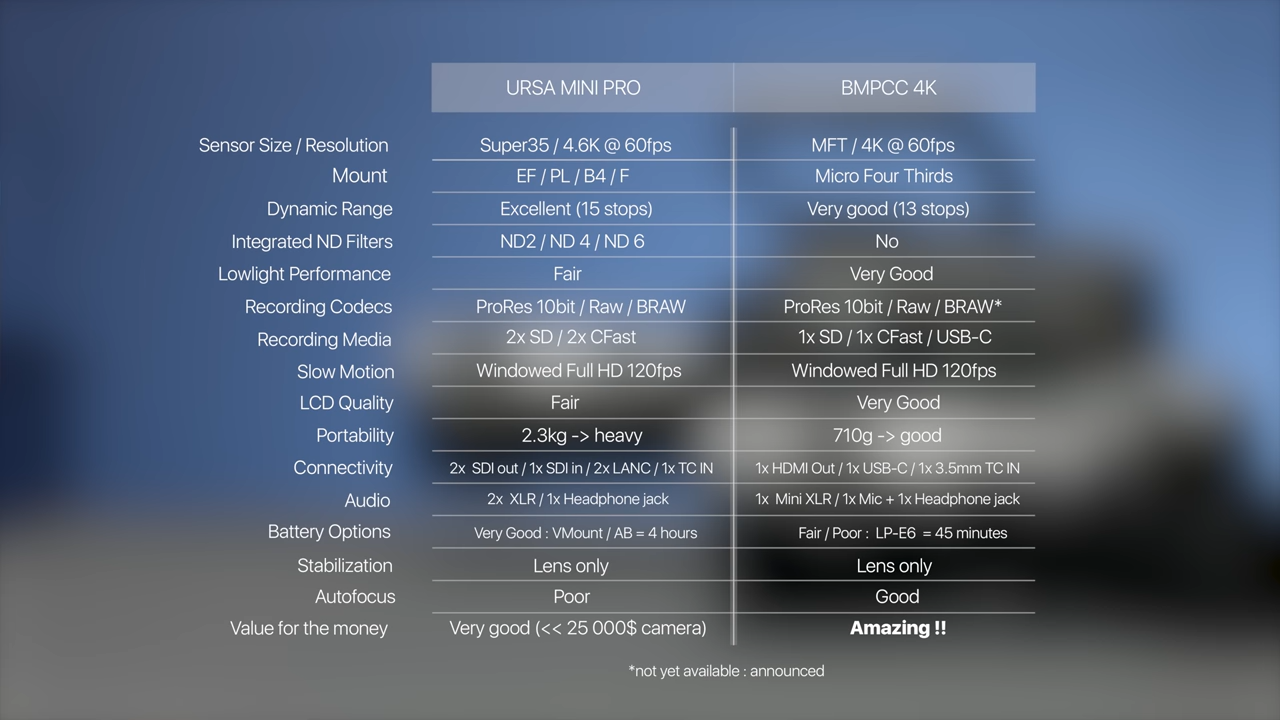 URSA MINI PRO BMPCC 4K
Sensor Size / Resolution Super35 / 4.6K @ 60fps MFT / 4K @ 60fps
Mount EF / PL / B4 / F Micro Four Thirds
Dynamic Range Excellent (15 stops) Very good (13 stops)
Integrated ND Filters ND2 / ND 4 / ND 6 No
Lowlight Performance Fair Very Good
Recording Codecs ProRes 10bit / Raw / BRAW ProRes 10bit / Raw / BRAW*
Recording Media 2x SD / 2x CFast 1x SD / 1x CFast / USB-C
Slow Motion Windowed Full HD 120fps Windowed Full HD 120fps
LCD Quality Fair Very Good
Portability 2.3kg -> heavy 710g -> good
Connectivity 2x SDI out / 1x SDI in / 2x LANC / 1x TC IN 1x HDMI Out / 1x USB-C / 1x 3.5mm TC IN
Audio 2x XLR / 1x Headphone jack 1x Mini XLR / 1x Mic + 1x Headphone jack
Battery Options Very Good : VMount / AB = 4 hours Fair / Poor : LP-E6 = 45 minutes
Stabilization Lens only Lens only
Autofocus Poor Good
Value for the money Very good (<< 25 000$ camera) Amazing !!
*not yet available : announced